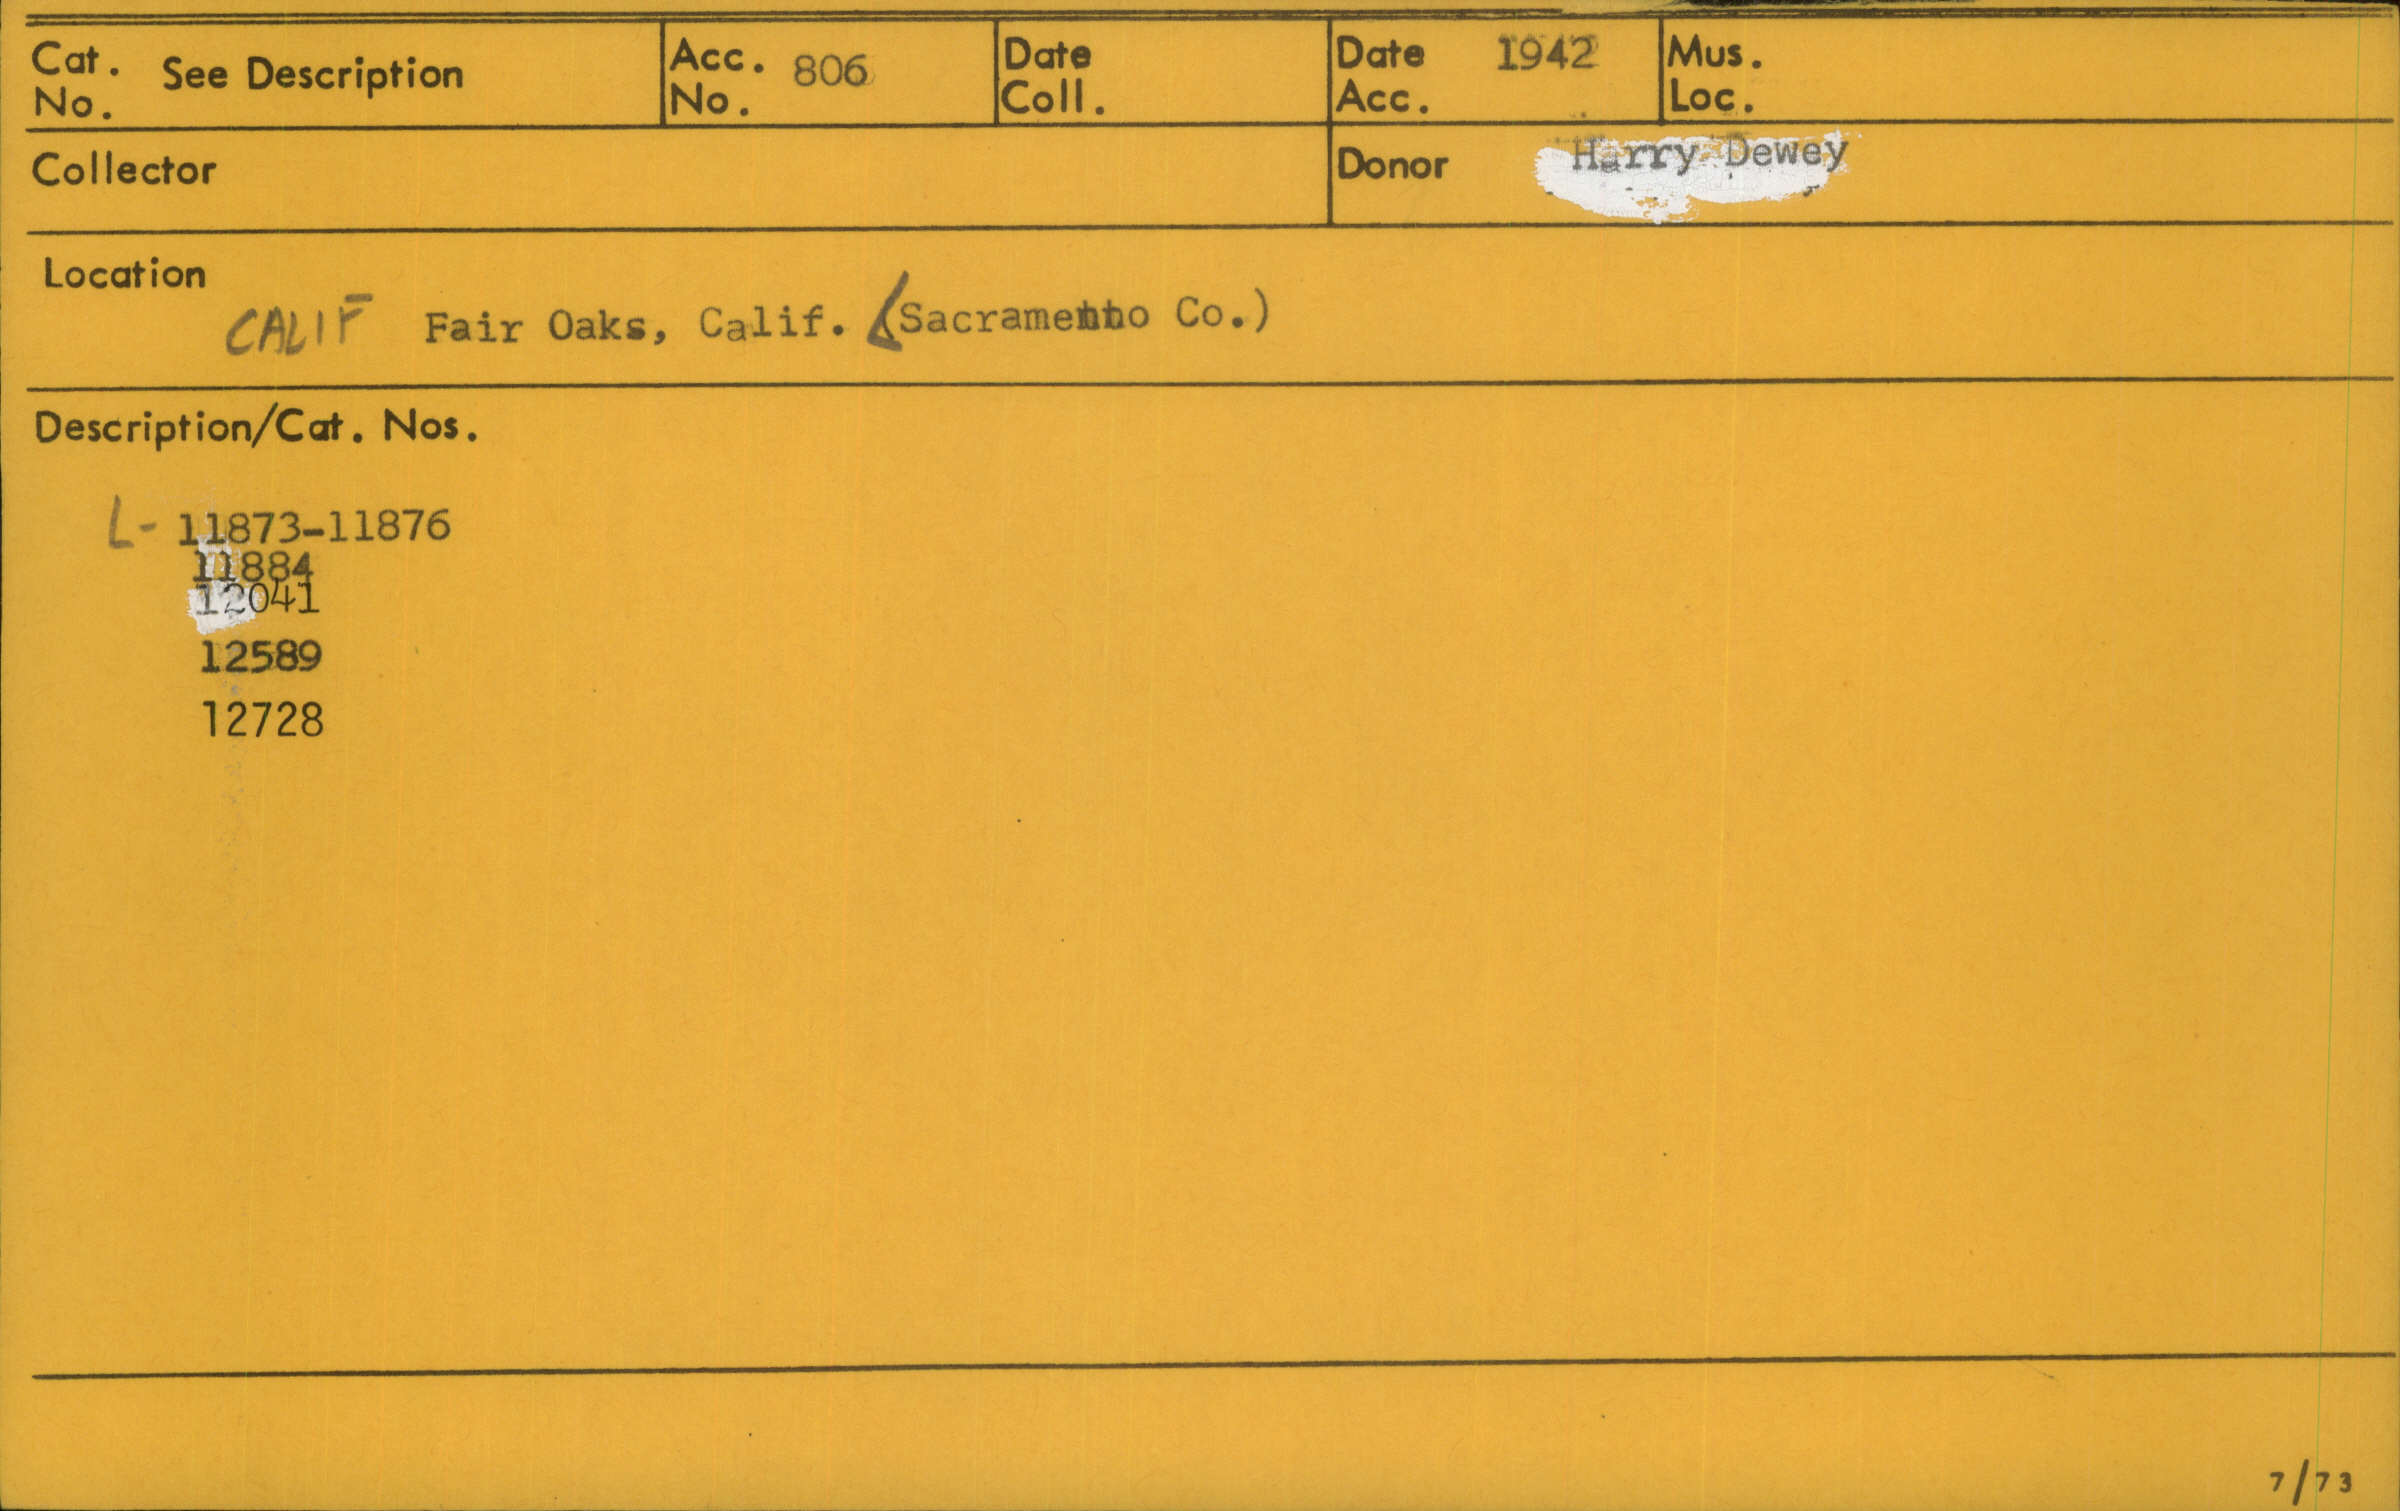 Cat. No. See Description
Acc. No. 806
Date Coll.
Date Acc. 1942
Mus. Loc.
Collector
Donor Harry Dewey
Location
CALIF Fair Oaks, Calif. (Sacramento Co.)
Description/Cat. Nos.
L- 11873-11876
11884
12041
12589
12728
7/73